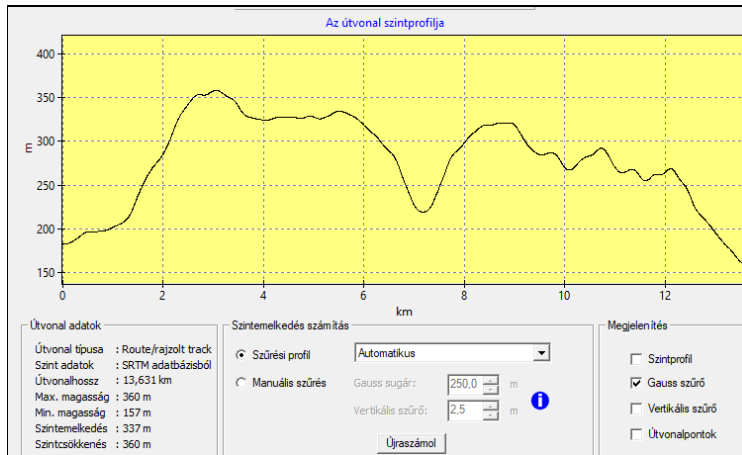 Az útvonal szintprofilja
400
350
300
250
200
150
m
0 2 4 6 8 10 12
km
Útvonal adatok
Útvonal típusa : Route/rajzolt track
Szint adatok : SRTM adatbázisból
Útvonalhossz : 13,631 km
Max. magasság : 360 m
Min. magasság : 157 m
Szintemelkedés : 337 m
Szintcsökkenés : 360 m
Szintemelkedés számítás
Szűrési profil Automatikus
Manuális szűrés Gauss sugár: 250,0 m
Vertikális szűrő: 2,5 m
i
Újraszámol
Megjelenítés
Szintprofil
Gauss szűrő
Vertikális szűrő
Útvonalpontok